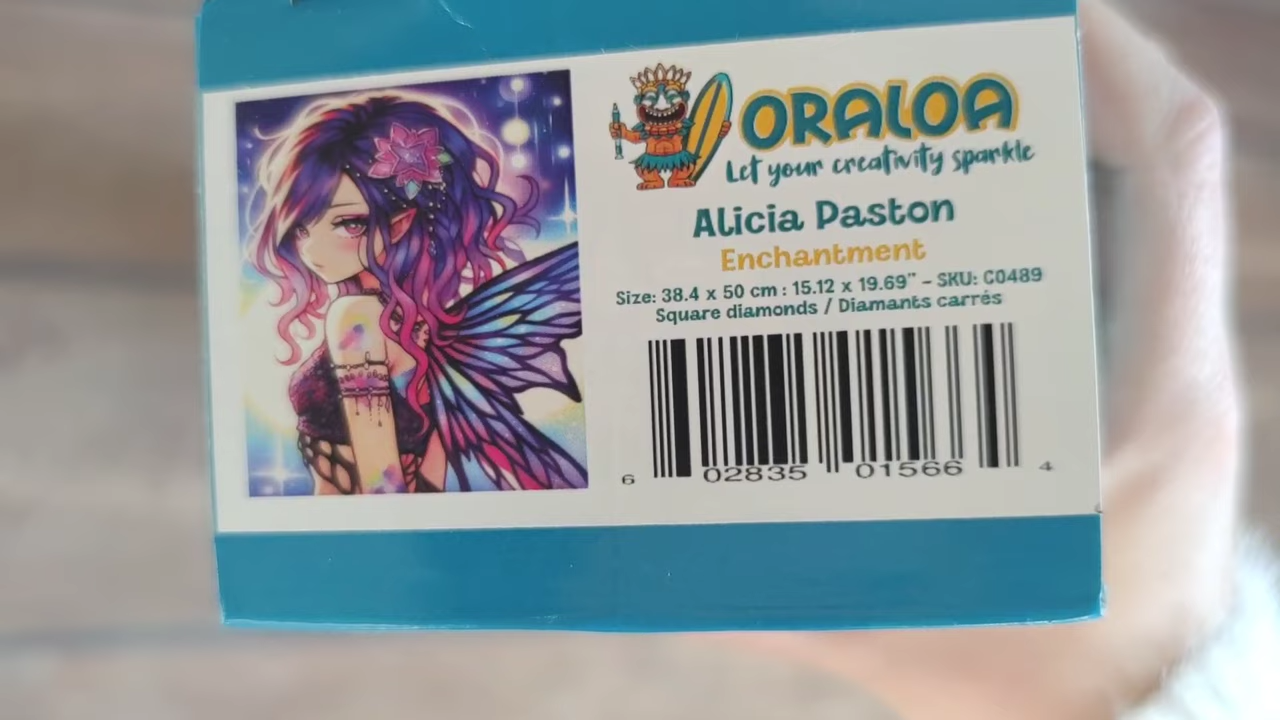 ORALOA
Let your creativity sparkle
Alicia Paston
Enchantment
Size: 38.4 x 50 cm : 15.12 x 19.69" - SKU: C0489
Square diamonds / Diamants carrés
6 02835 01566 4